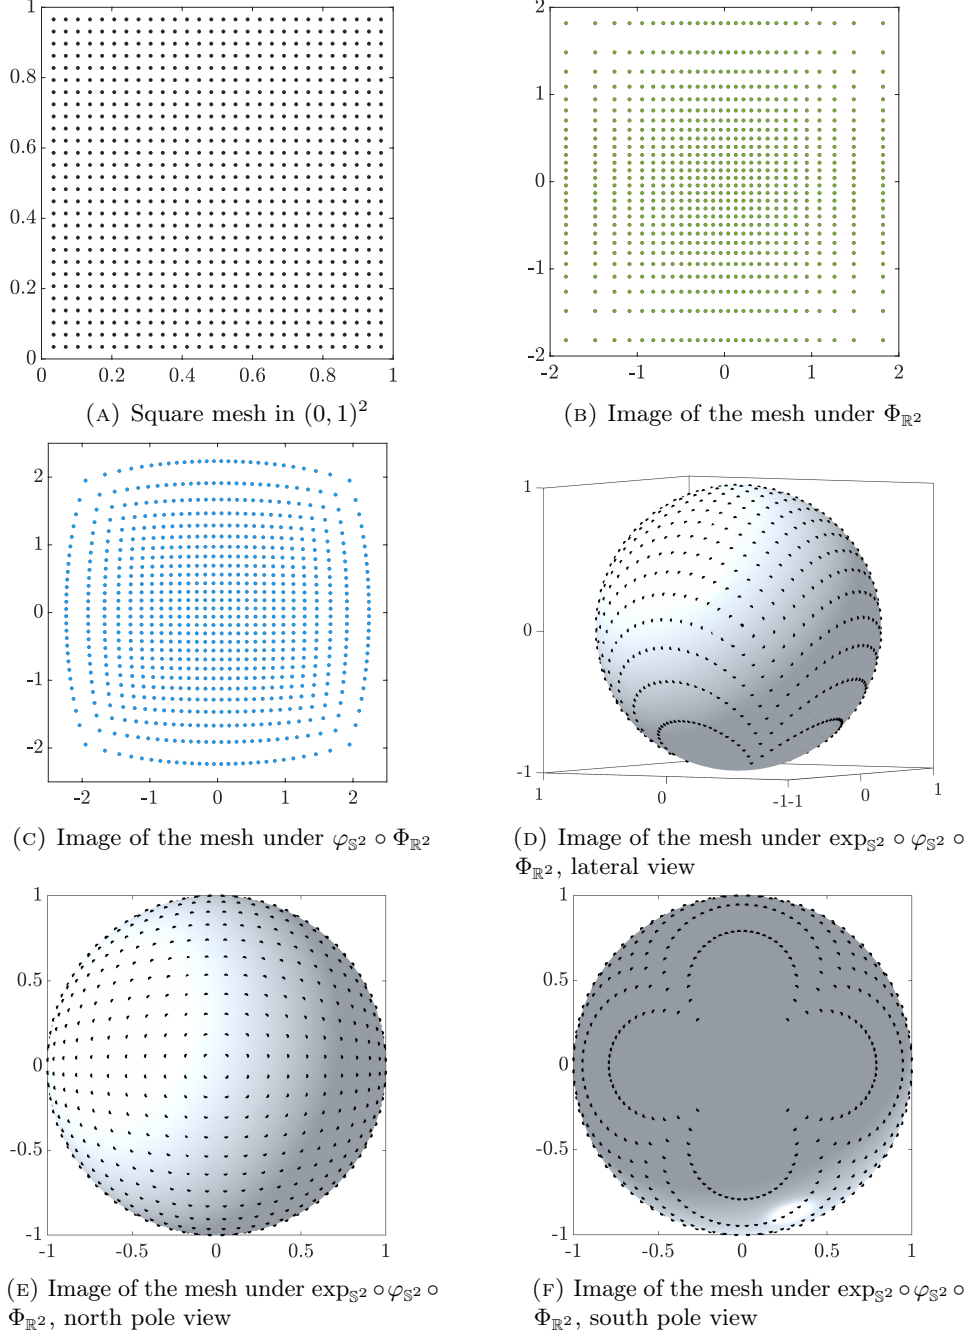 1
0.8
0.6
0.4
0.2
0
0 0.2 0.4 0.6 0.8 1
(A) Square mesh in (0, 1)²
2
1
0
-1
-2
-2 -1 0 1 2
(B) Image of the mesh under Φ_ℝ²
2
1
0
-1
-2
-2 -1 0 1 2
(C) Image of the mesh under φ_𝕊² ∘ Φ_ℝ²
1
0
-1
1 0 -1-1 0 1
(D) Image of the mesh under exp_𝕊² ∘ φ_𝕊² ∘
Φ_ℝ², lateral view
1
0.5
0
-0.5
-1
-1 -0.5 0 0.5 1
(E) Image of the mesh under exp_𝕊² ∘ φ_𝕊² ∘
Φ_ℝ², north pole view
1
0.5
0
-0.5
-1
-1 -0.5 0 0.5 1
(F) Image of the mesh under exp_𝕊² ∘ φ_𝕊² ∘
Φ_ℝ², south pole view